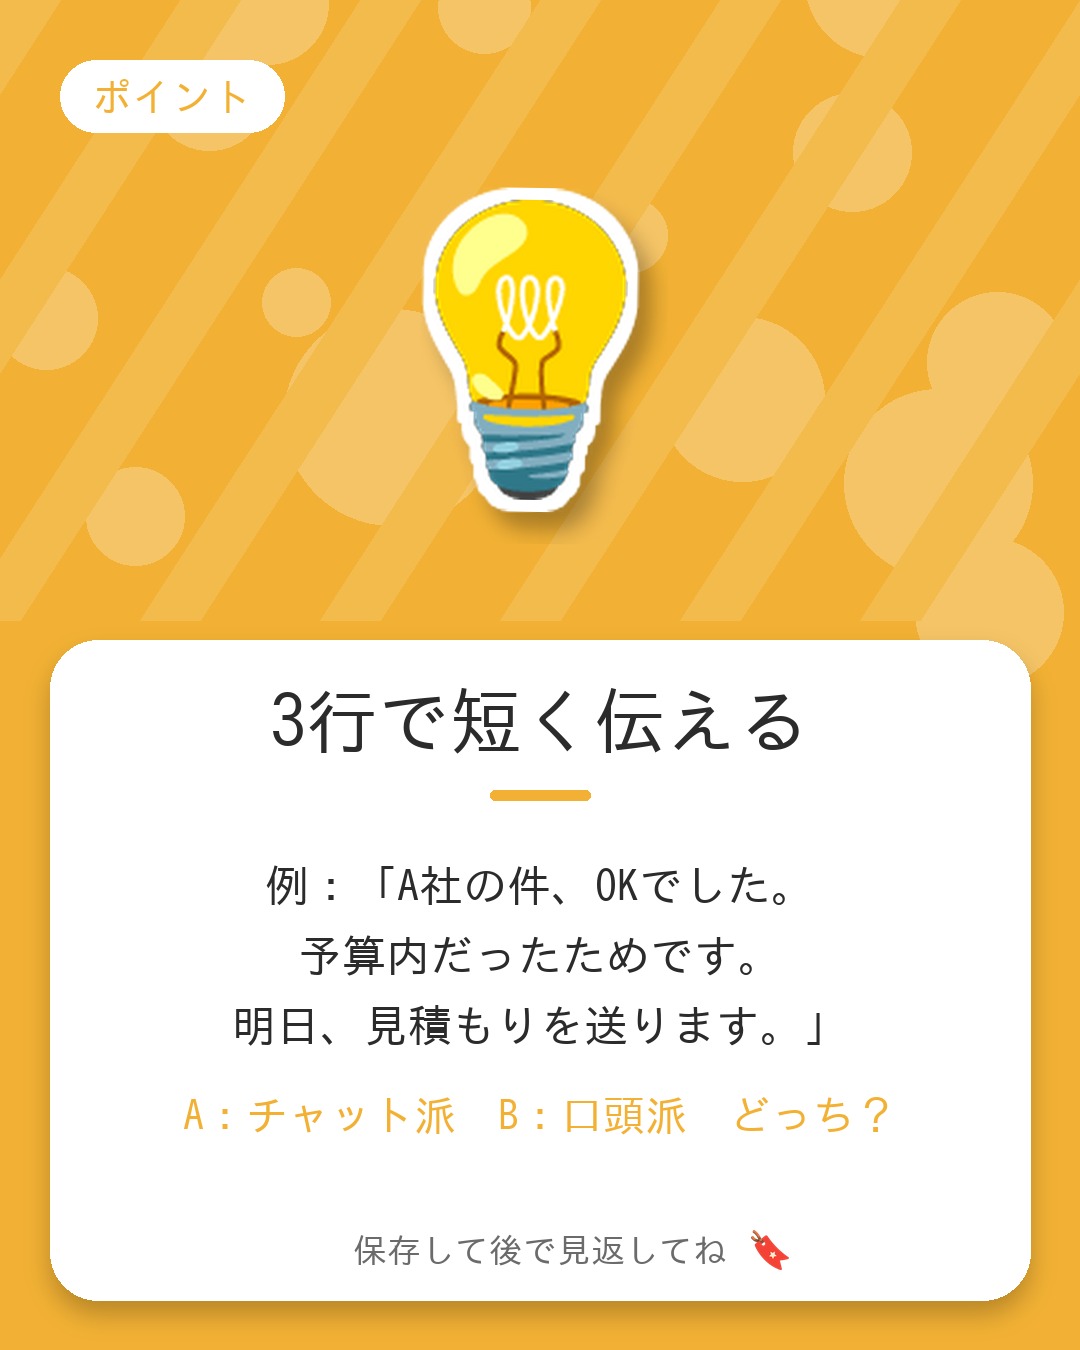 ポイント
3行で短く伝える
例：「A社の件、OKでした。
予算内だったためです。
明日、見積もりを送ります。」
A：チャット派　B：口頭派　どっち？
保存して後で見返してね